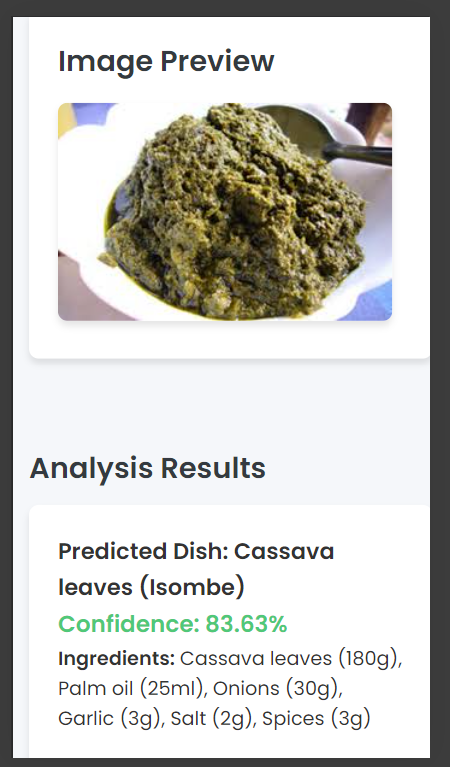 Image Preview
Analysis Results
Predicted Dish: Cassava
leaves (Isombe)
Confidence: 83.63%
Ingredients: Cassava leaves (180g),
Palm oil (25ml), Onions (30g),
Garlic (3g), Salt (2g), Spices (3g)